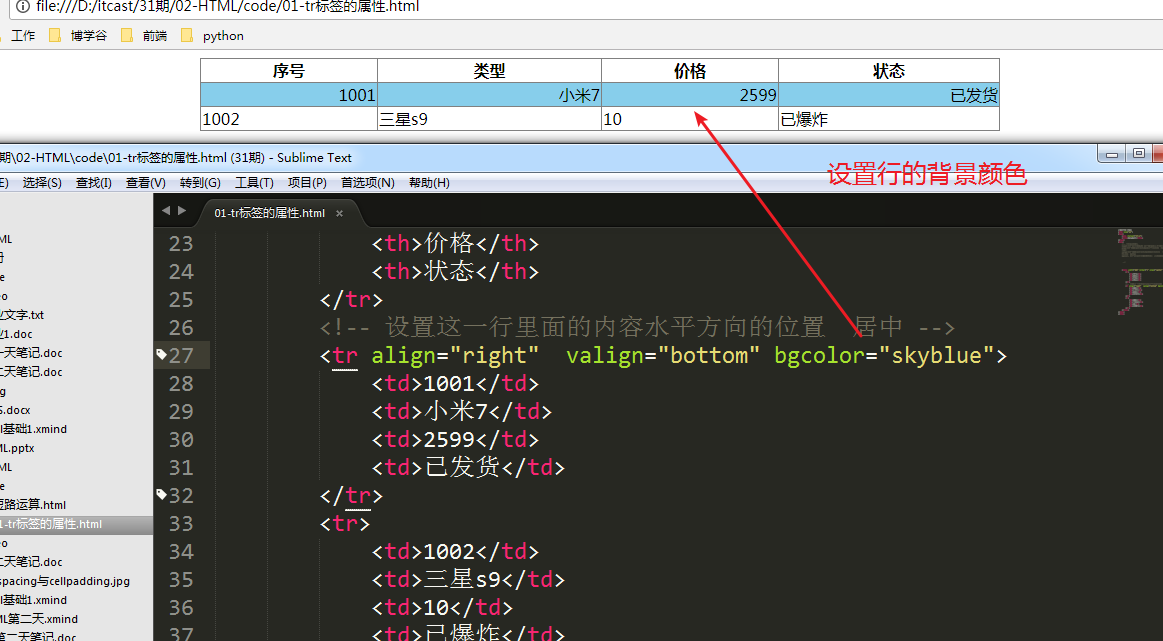 file:///D:/itcast/31期/02-HTML/code/01-tr标签的属性.html
工作 博学谷 前端 python
序号 类型 价格 状态
1001 小米7 2599 已发货
1002 三星s9 10 已爆炸
期\02-HTML\code\01-tr标签的属性.html (31期) - Sublime Text
设置行的背景颜色
E) 选择(S) 查找(I) 查看(V) 转到(G) 工具(T) 项目(P) 首选项(N) 帮助(H)
01-tr标签的属性.html ×
23 <th>价格</th>
24 <th>状态</th>
25 </tr>
26 <!-- 设置这一行里面的内容水平方向的位置 居中 -->
27 <tr align="right" valign="bottom" bgcolor="skyblue">
28 <td>1001</td>
29 <td>小米7</td>
30 <td>2599</td>
31 <td>已发货</td>
32 </tr>
33 <tr>
34 <td>1002</td>
35 <td>三星s9</td>
36 <td>10</td>
37 <td>已爆炸</td>
ML
e
o
文字.txt
1.doc
天笔记.doc
二天笔记.doc
g
S.docx
l基础1.xmind
ML.pptx
ML
e
路运算.html
1-tr标签的属性.html
o
二天笔记.doc
spacing与cellpadding.jpg
l基础1.xmind
ML第二天.xmind
第二天笔记.doc